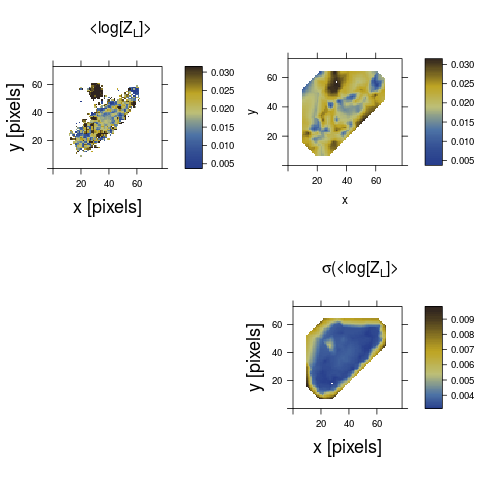 <log[Z_L]>
y [pixels]
60
40
20
20 40 60
x [pixels]
0.030
0.025
0.020
0.015
0.010
0.005
y
60
40
20
20 40 60
x
0.030
0.025
0.020
0.015
0.010
0.005
σ(<log[Z_L]>
y [pixels]
60
40
20
20 40 60
x [pixels]
0.009
0.008
0.007
0.006
0.005
0.004